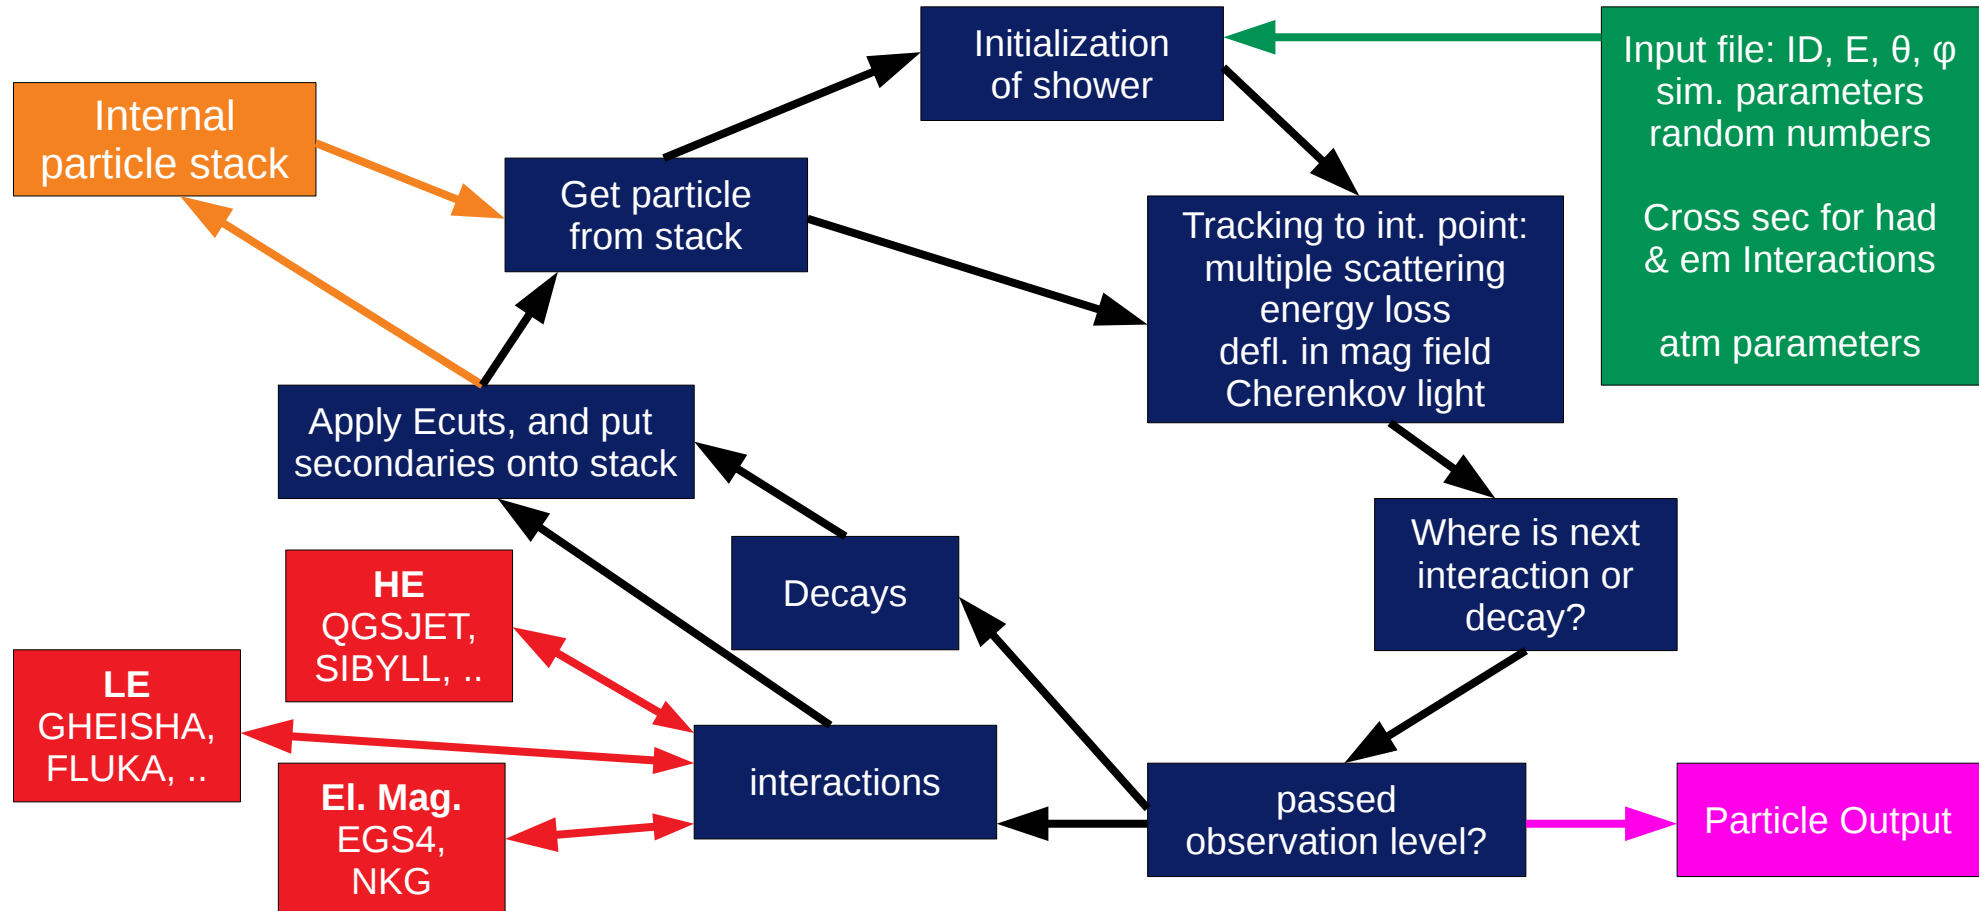 Initialization
of shower
Input file: ID, E, θ, φ
sim. parameters
random numbers
Cross sec for had
& em Interactions
atm parameters
Internal
particle stack
Get particle
from stack
Tracking to int. point:
multiple scattering
energy loss
defl. in mag field
Cherenkov light
Apply Ecuts, and put
secondaries onto stack
Where is next
interaction or
decay?
Decays
HE
QGSJET,
SIBYLL, ..
LE
GHEISHA,
FLUKA, ..
interactions
El. Mag.
EGS4,
NKG
passed
observation level?
Particle Output